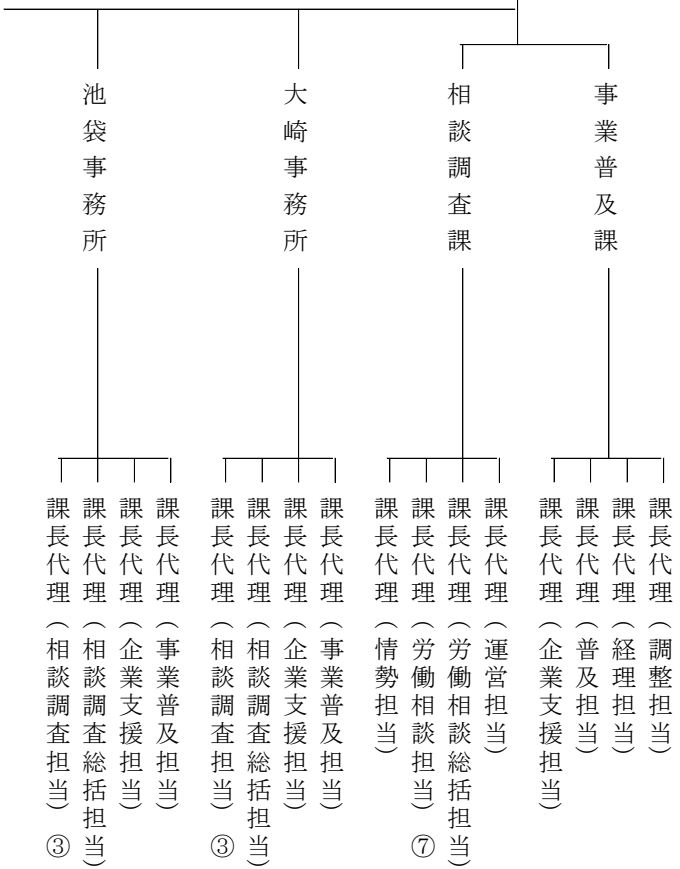 事業普及課
課長代理（調整担当）
課長代理（経理担当）
課長代理（普及担当）
課長代理（企業支援担当）
相談調査課
課長代理（運営担当）
課長代理（労働相談総括担当）
課長代理（労働相談担当）⑦
課長代理（情勢担当）
大崎事務所
課長代理（事業普及担当）
課長代理（企業支援担当）
課長代理（相談調査総括担当）
課長代理（相談調査担当）③
池袋事務所
課長代理（事業普及担当）
課長代理（企業支援担当）
課長代理（相談調査総括担当）
課長代理（相談調査担当）③